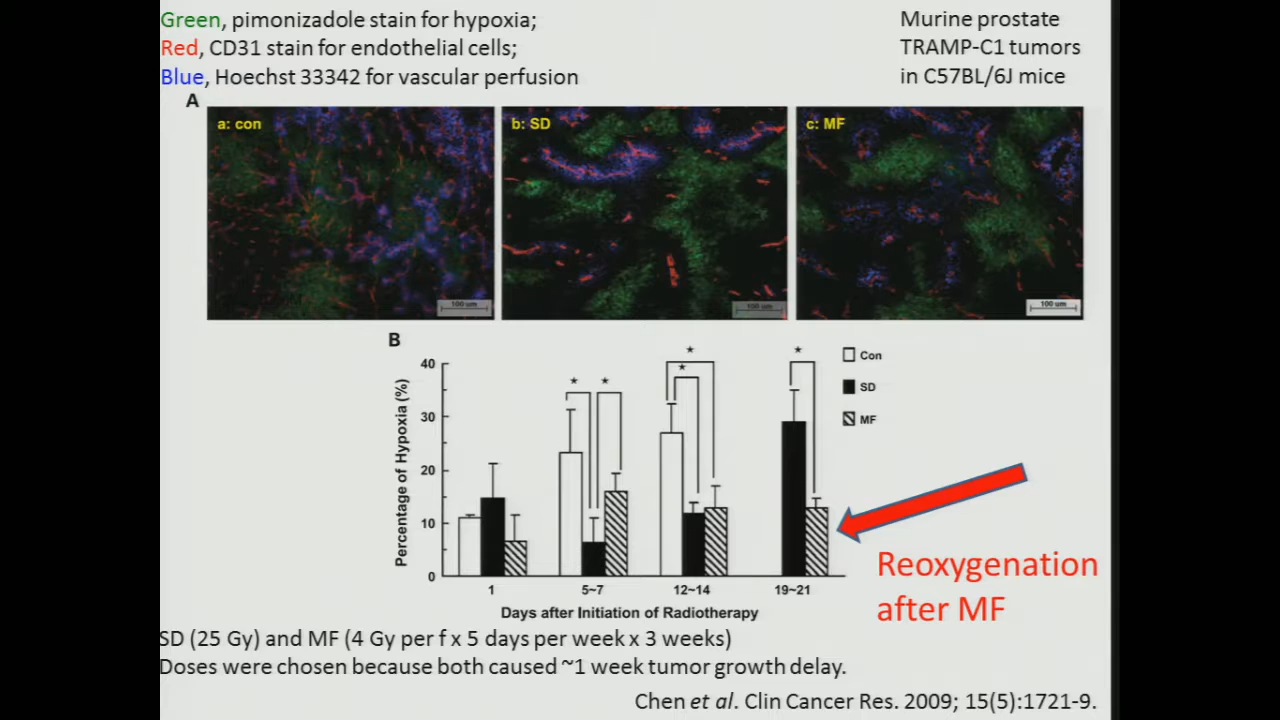 Green, pimonizadole stain for hypoxia;
Red, CD31 stain for endothelial cells;
Blue, Hoechst 33342 for vascular perfusion
Murine prostate
TRAMP-C1 tumors
in C57BL/6J mice
A
a: con
b: SD
c: MF
100 um
100 um
100 um
B
Percentage of Hypoxia (%)
40
30
20
10
0
*
*
*
*
*
Con
SD
MF
1
5~7
12~14
19~21
Days after Initiation of Radiotherapy
Reoxygenation
after MF
SD (25 Gy) and MF (4 Gy per f x 5 days per week x 3 weeks)
Doses were chosen because both caused ~1 week tumor growth delay.
Chen et al. Clin Cancer Res. 2009; 15(5):1721-9.